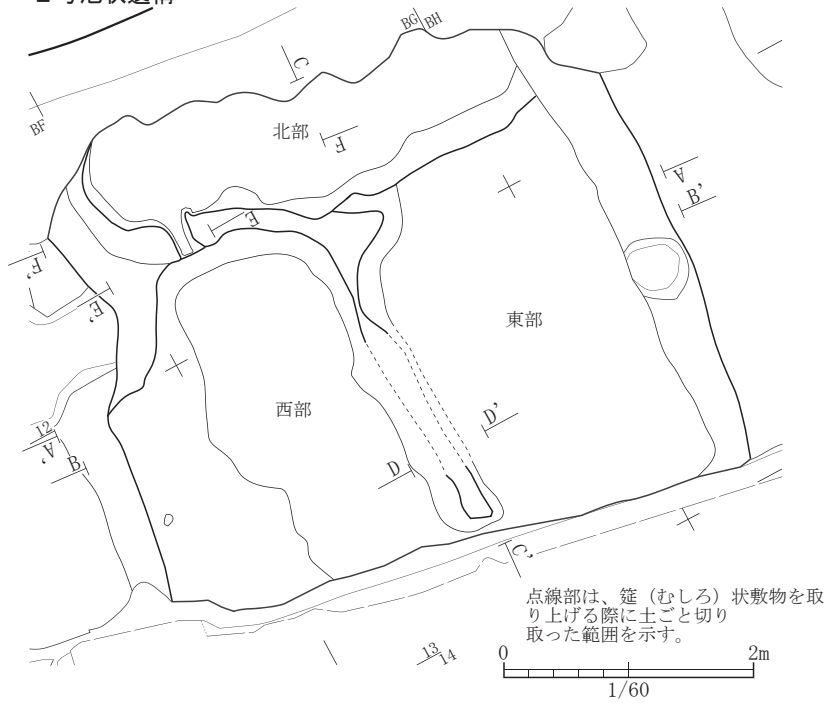 BG BH
C
BF
北部
F
A
B'
E
F'
E'
東部
西部
12
A'
B
D
D'
C'
点線部は、筵（むしろ）状敷物を取
り上げる際に土ごと切り
取った範囲を示す。
13
14
0 2m
1/60